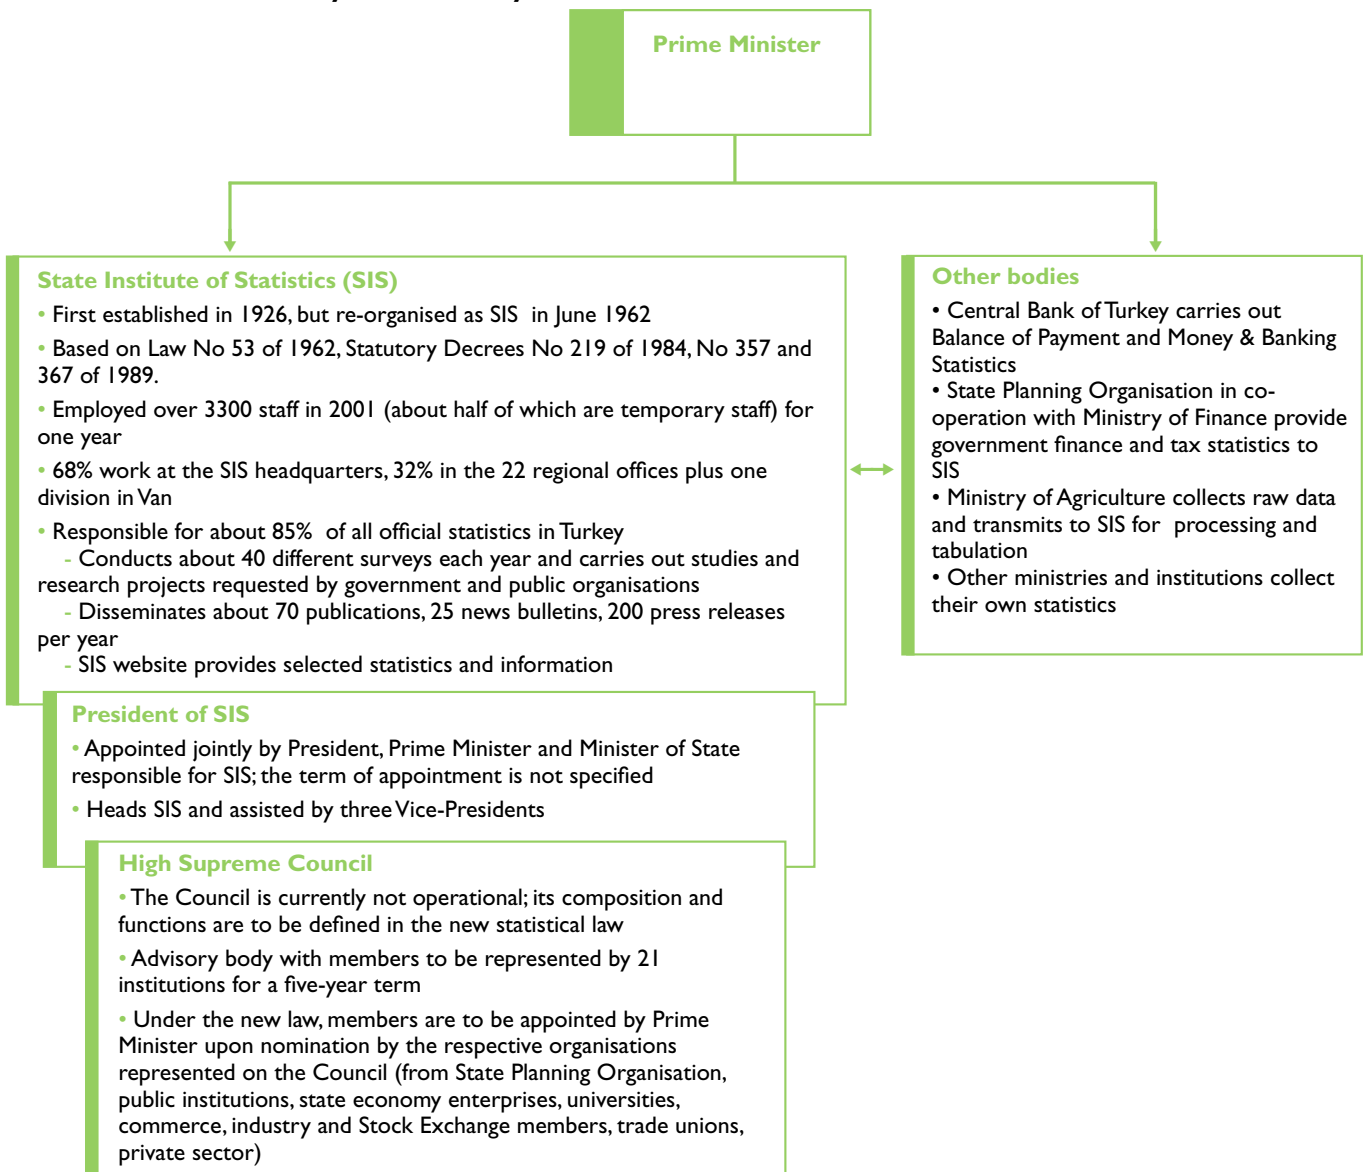 Prime Minister
State Institute of Statistics (SIS)
• First established in 1926, but re-organised as SIS in June 1962
• Based on Law No 53 of 1962, Statutory Decrees No 219 of 1984, No 357 and
367 of 1989.
• Employed over 3300 staff in 2001 (about half of which are temporary staff) for
one year
• 68% work at the SIS headquarters, 32% in the 22 regional offices plus one
division in Van
• Responsible for about 85% of all official statistics in Turkey
- Conducts about 40 different surveys each year and carries out studies and
research projects requested by government and public organisations
- Disseminates about 70 publications, 25 news bulletins, 200 press releases
per year
- SIS website provides selected statistics and information
Other bodies
• Central Bank of Turkey carries out
Balance of Payment and Money & Banking
Statistics
• State Planning Organisation in co-
operation with Ministry of Finance provide
government finance and tax statistics to
SIS
• Ministry of Agriculture collects raw data
and transmits to SIS for processing and
tabulation
• Other ministries and institutions collect
their own statistics
President of SIS
• Appointed jointly by President, Prime Minister and Minister of State
responsible for SIS; the term of appointment is not specified
• Heads SIS and assisted by three Vice-Presidents
High Supreme Council
• The Council is currently not operational; its composition and
functions are to be defined in the new statistical law
• Advisory body with members to be represented by 21
institutions for a five-year term
• Under the new law, members are to be appointed by Prime
Minister upon nomination by the respective organisations
represented on the Council (from State Planning Organisation,
public institutions, state economy enterprises, universities,
commerce, industry and Stock Exchange members, trade unions,
private sector)